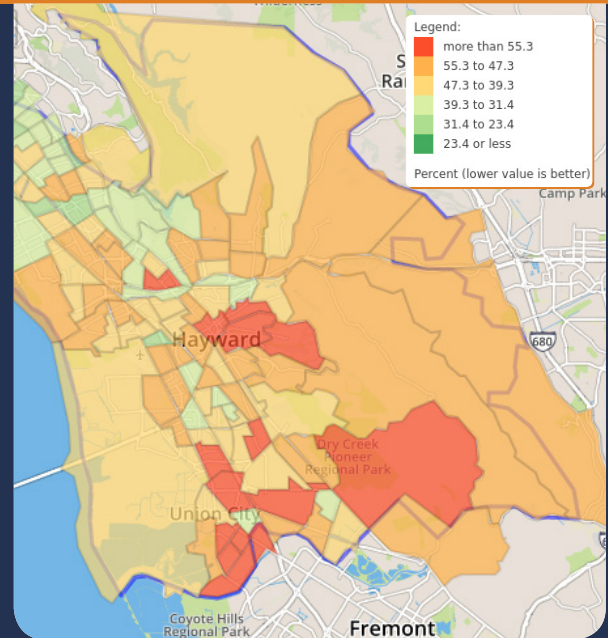 Legend:
more than 55.3
55.3 to 47.3
47.3 to 39.3
39.3 to 31.4
31.4 to 23.4
23.4 or less
Percent (lower value is better)
Camp Park
680
Hayward
Dry Creek
Pioneer
Regional Park
Union City
Coyote Hills
Regional Park
Fremont